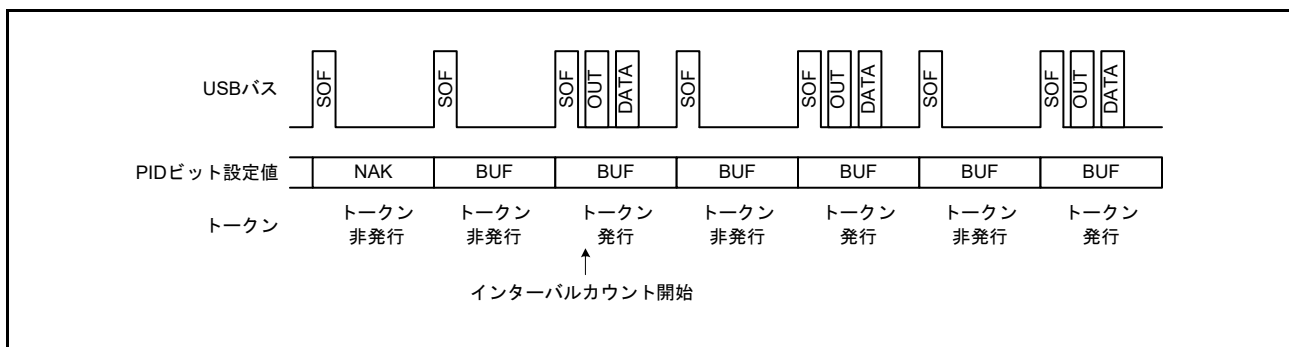 USBバス
SOF SOF SOF OUT DATA SOF SOF OUT DATA SOF SOF OUT DATA
PIDビット設定値 NAK BUF BUF BUF BUF BUF BUF
トークン
トークン 非発行
トークン 非発行
トークン 発行
トークン 非発行
トークン 発行
トークン 非発行
トークン 発行
インターバルカウント開始